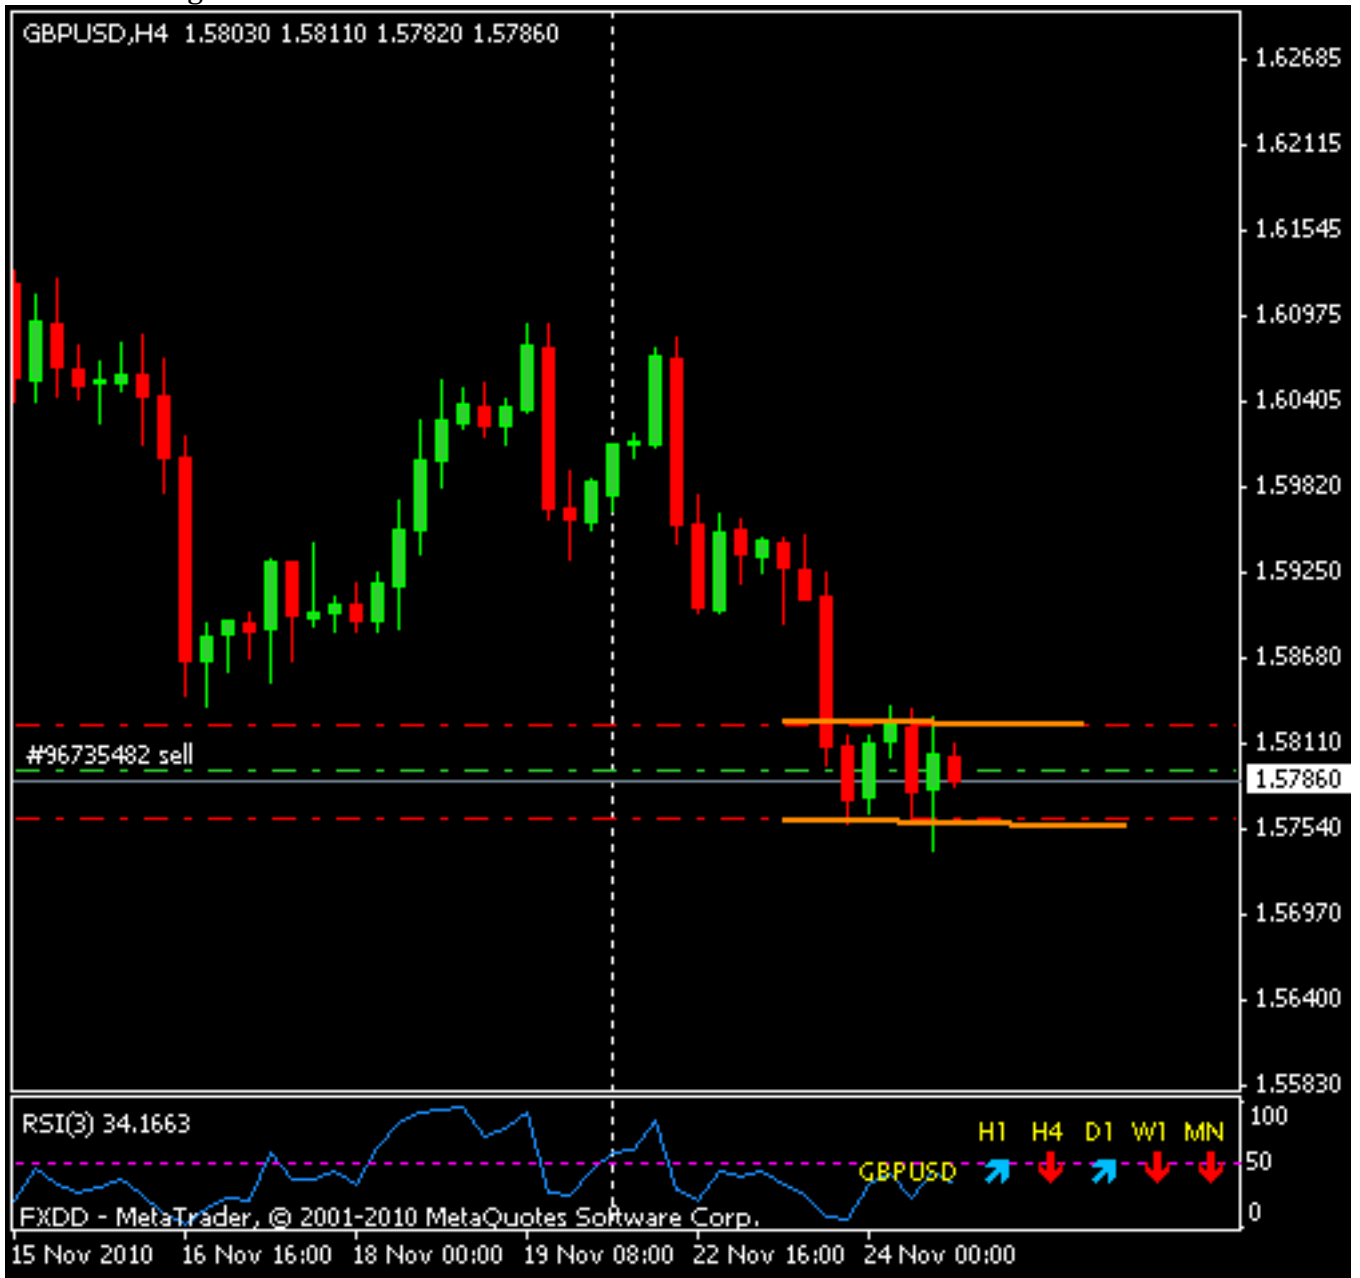 GBPUSD,H4 1.58030 1.58110 1.57820 1.57860
1.62685
1.62115
1.61545
1.60975
1.60405
1.59820
1.59250
1.58680
1.58110
#96735482 sell
1.57860
1.57540
1.56970
1.56400
1.55830
RSI(3) 34.1663
100
H1 H4 D1 W1 MN
50
GBPUSD
0
FXDD - MetaTrader, © 2001-2010 MetaQuotes Software Corp.
15 Nov 2010 16 Nov 16:00 18 Nov 00:00 19 Nov 08:00 22 Nov 16:00 24 Nov 00:00